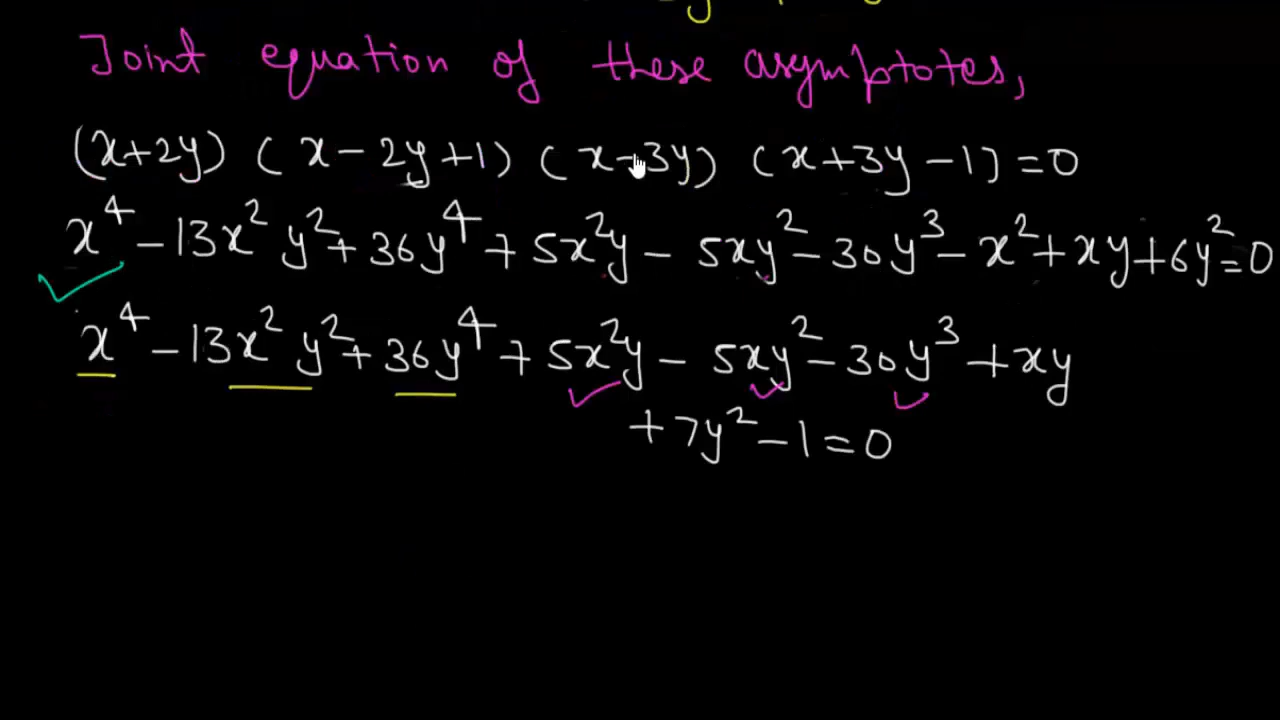 Joint equation of these asymptotes,
(x+2y) (x-2y+1) (x-3y) (x+3y-1)=0
x⁴-13x²y²+36y⁴+5x²y-5xy²-30y³-x²+xy+6y²=0
x⁴-13x²y²+36y⁴+5x²y-5xy²-30y³+xy
+7y²-1=0